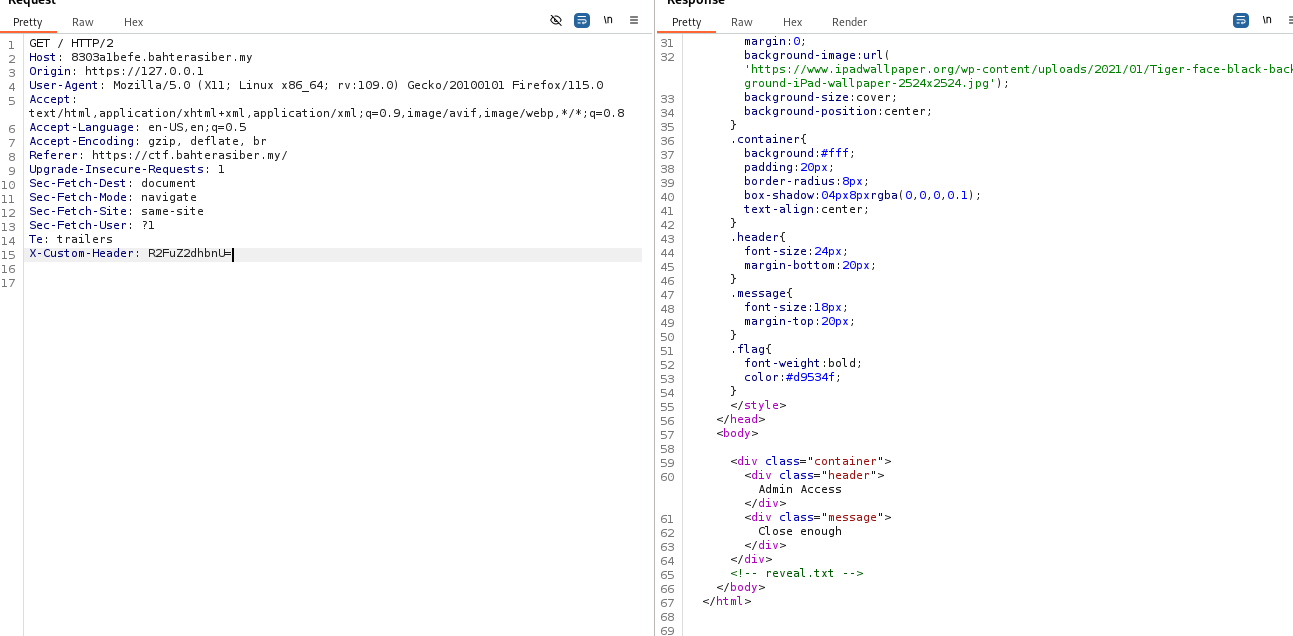 Request
Pretty Raw Hex
\n
1 GET / HTTP/2
2 Host: 8303a1befe.bahterasiber.my
3 Origin: https://127.0.0.1
4 User-Agent: Mozilla/5.0 (X11; Linux x86_64; rv:109.0) Gecko/20100101 Firefox/115.0
5 Accept:
text/html,application/xhtml+xml,application/xml;q=0.9,image/avif,image/webp,*/*;q=0.8
6 Accept-Language: en-US,en;q=0.5
7 Accept-Encoding: gzip, deflate, br
8 Referer: https://ctf.bahterasiber.my/
9 Upgrade-Insecure-Requests: 1
10 Sec-Fetch-Dest: document
11 Sec-Fetch-Mode: navigate
12 Sec-Fetch-Site: same-site
13 Sec-Fetch-User: ?1
14 Te: trailers
15 X-Custom-Header: R2FuZ2dhbnU=
16
17
Response
Pretty Raw Hex Render
\n
31 margin:0;
32 background-image:url(
'https://www.ipadwallpaper.org/wp-content/uploads/2021/01/Tiger-face-black-back
ground-iPad-wallpaper-2524x2524.jpg');
33 background-size:cover;
34 background-position:center;
35 }
36 .container{
37 background:#fff;
38 padding:20px;
39 border-radius:8px;
40 box-shadow:04px8pxrgba(0,0,0,0.1);
41 text-align:center;
42 }
43 .header{
44 font-size:24px;
45 margin-bottom:20px;
46 }
47 .message{
48 font-size:18px;
49 margin-top:20px;
50 }
51 .flag{
52 font-weight:bold;
53 color:#d9534f;
54 }
55 </style>
56 </head>
57 <body>
58
59 <div class="container">
60 <div class="header">
Admin Access
</div>
61 <div class="message">
62 Close enough
63 </div>
64 </div>
65 <!-- reveal.txt -->
66 </body>
67 </html>
68
69